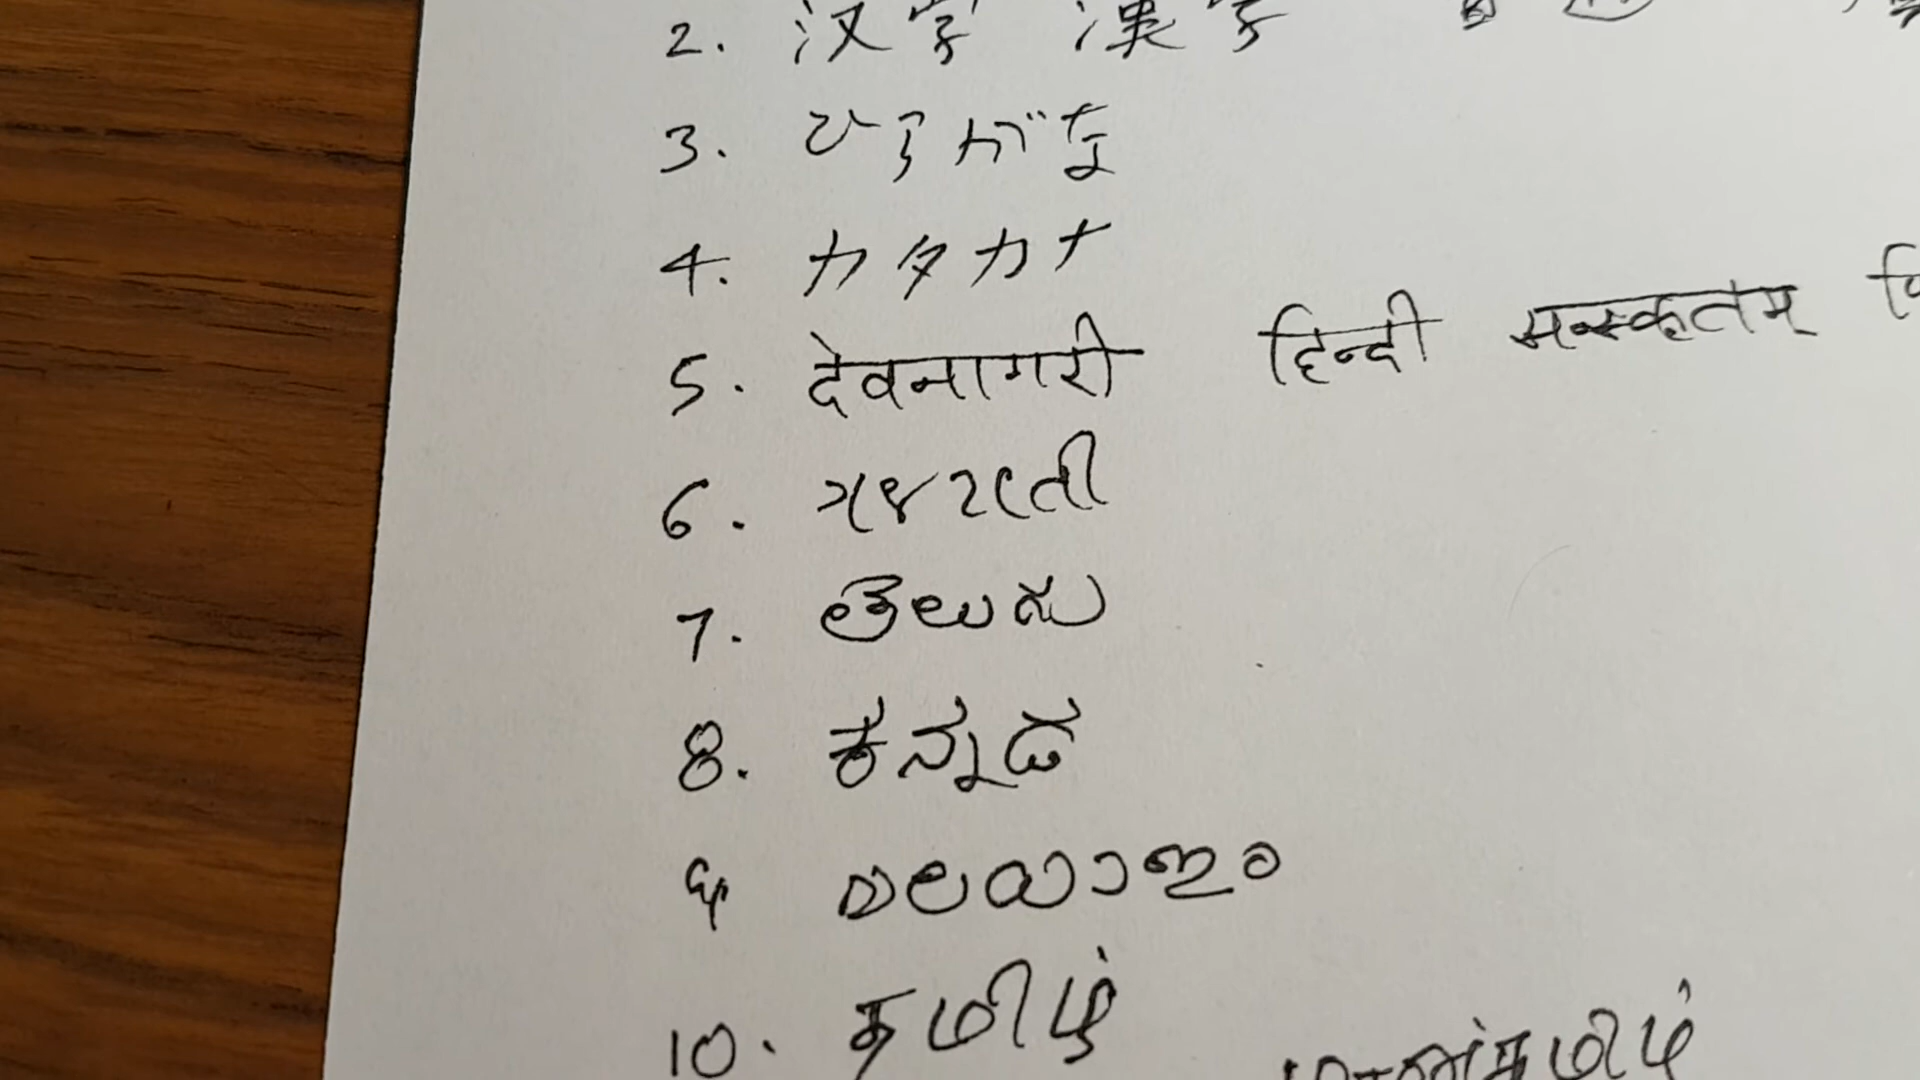 2. 汉字 漢字
3. ひらがな
4. カタカナ
5. देवनागरी हिन्दी
6. ગજરાતી
7. తెలుగు
8. ಕನ್ನಡ
9 മലയാളം
10. தமிழ்